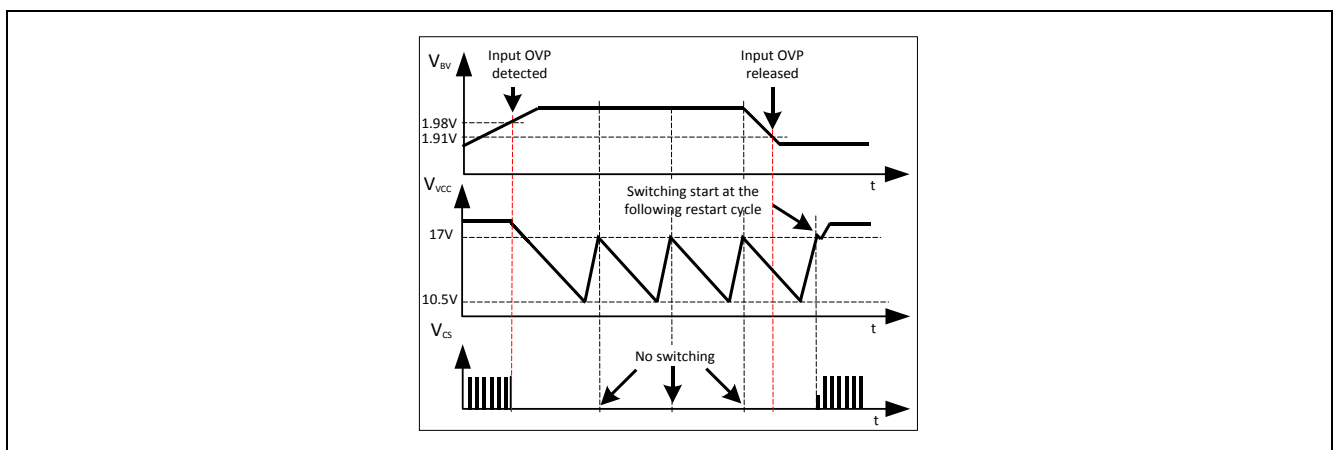 V_BV
Input OVP
detected
Input OVP
released
1.98V
1.91V
t
V_VCC
Switching start at the
following restart cycle
17V
10.5V
t
V_CS
No switching
t